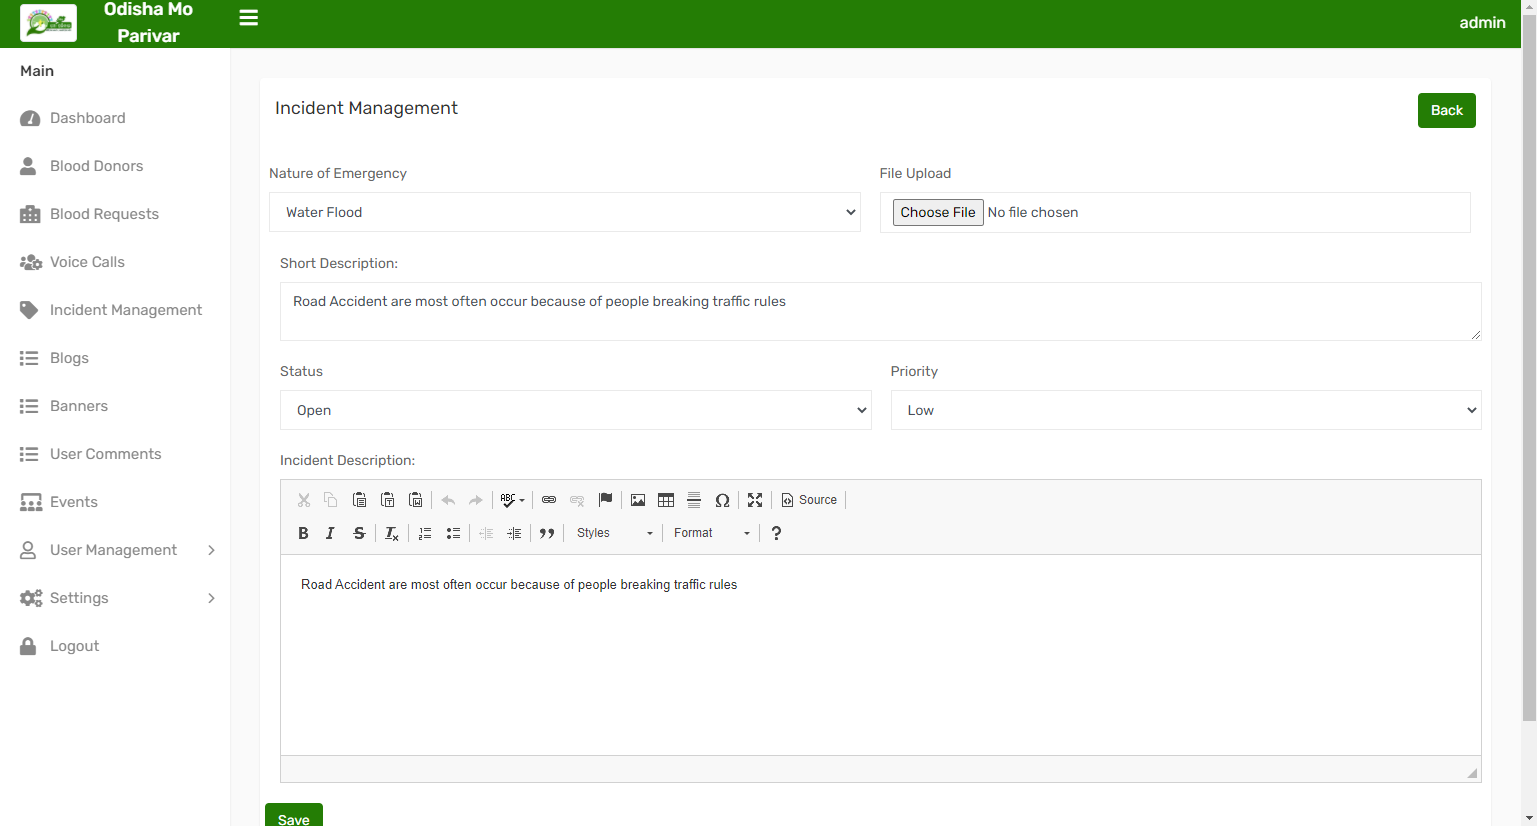 Odisha Mo
Parivar
admin
Main
Dashboard
Blood Donors
Blood Requests
Voice Calls
Incident Management
Blogs
Banners
User Comments
Events
User Management
Settings
Logout
Incident Management
Back
Nature of Emergency
File Upload
Water Flood
Choose File No file chosen
Short Description:
Road Accident are most often occur because of people breaking traffic rules
Status
Priority
Open
Low
Incident Description:
ABC
Source
B I S Tx
Styles
Format
?
Road Accident are most often occur because of people breaking traffic rules
Save